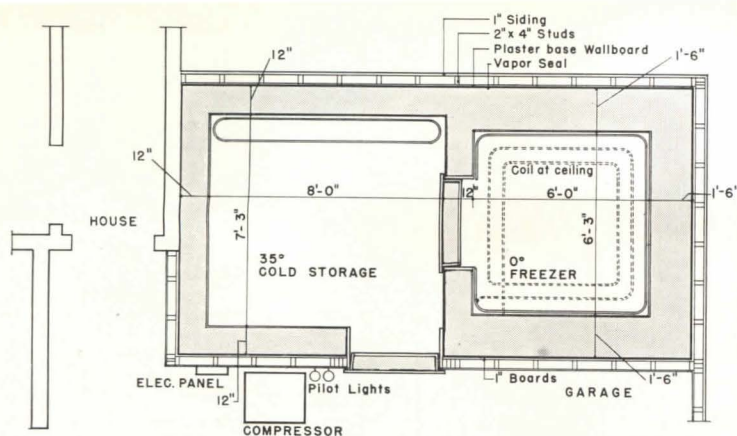 1" Siding
2" x 4" Studs
Plaster base Wallboard
Vapor Seal
12"
1'-6"
12"
Coil at ceiling
8'-0"
12"
6'-0"
1'-6"
HOUSE
7'-3"
6'-3"
35°
COLD STORAGE
0°
FREEZER
ELEC. PANEL
12"
Pilot Lights
1" Boards
1'-6"
GARAGE
COMPRESSOR